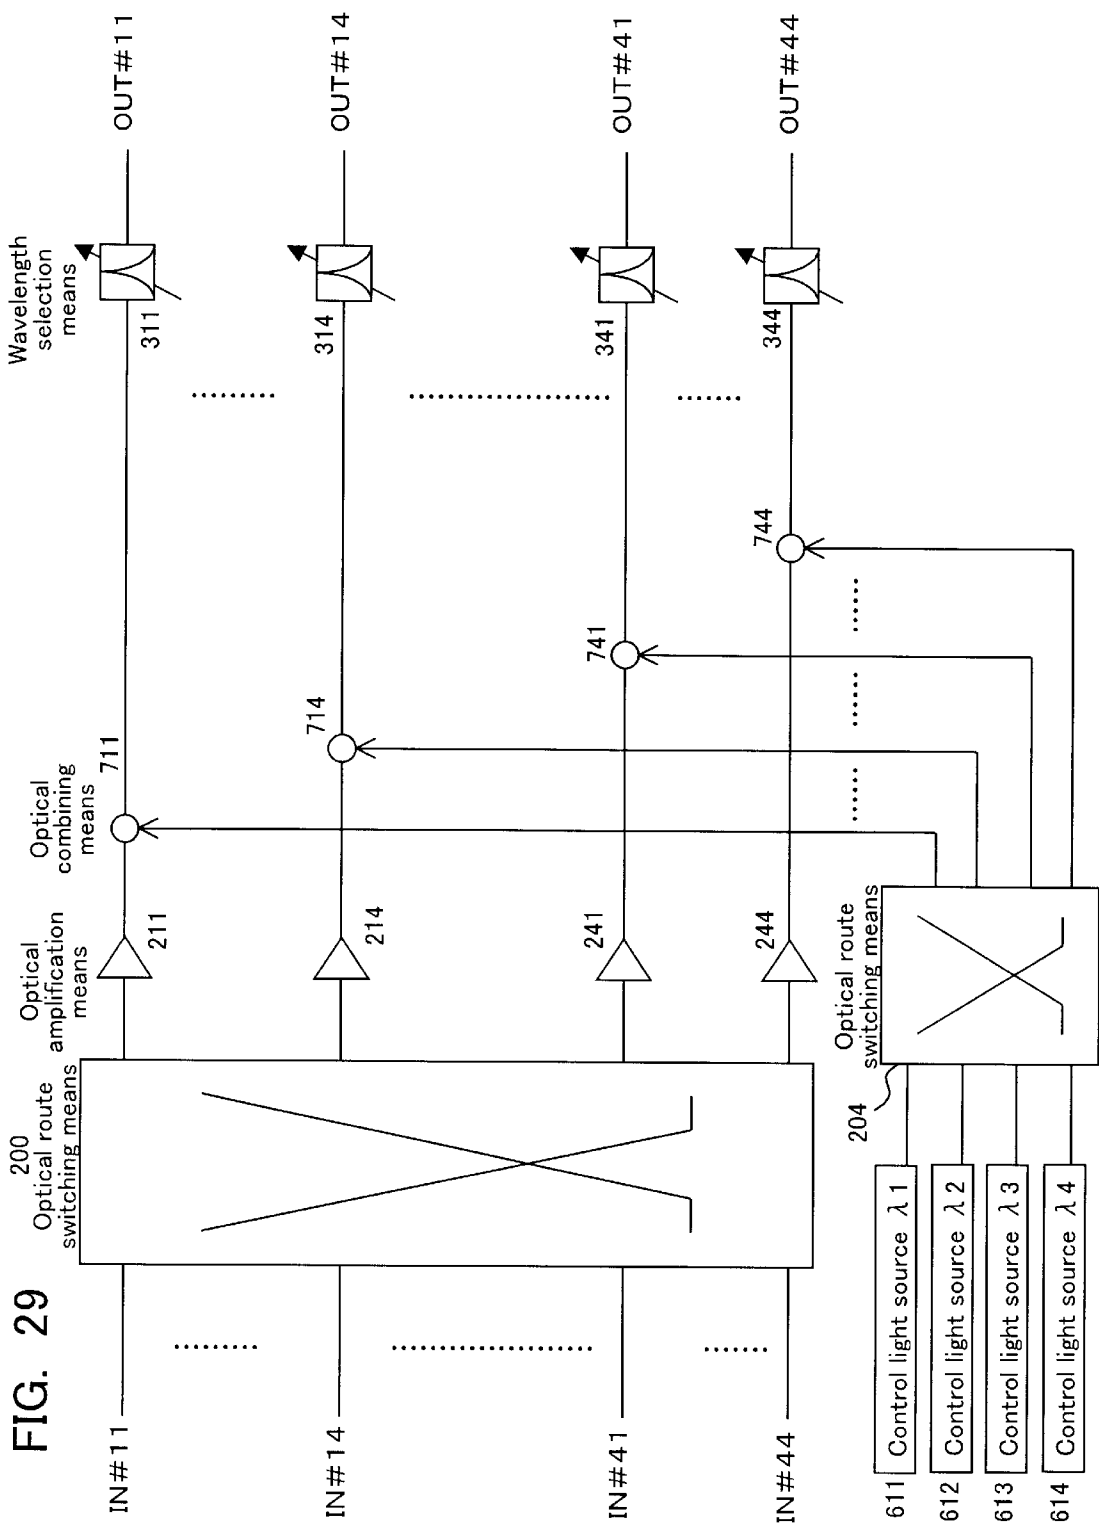 FIG. 29
200
Optical route
switching means
Optical
amplification
means
Optical
combining
means
Wavelength
selection
means
IN#11
211
711
311
OUT#11
IN#14
214
714
314
OUT#14
IN#41
241
741
341
OUT#41
IN#44
244
744
344
OUT#44
204
Optical route
switching means
611 Control light source λ1
612 Control light source λ2
613 Control light source λ3
614 Control light source λ4